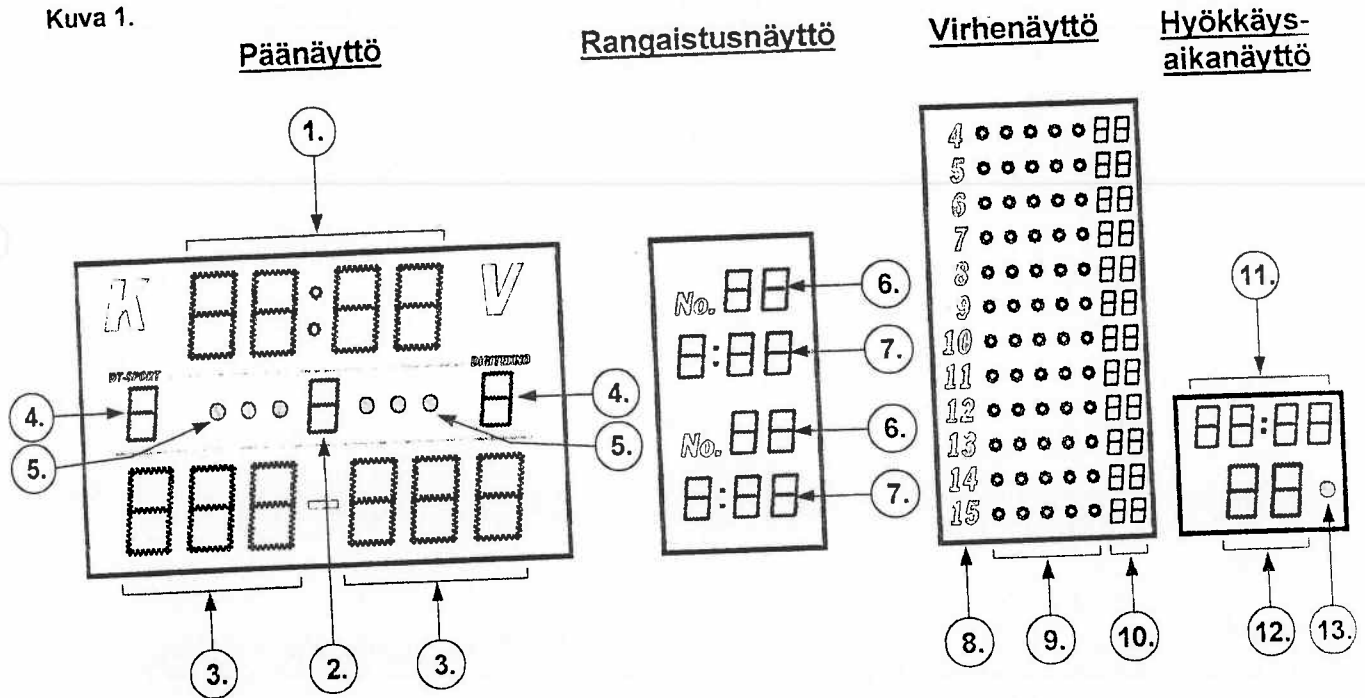 Kuva 1.
Päänäyttö
Rangaistusnäyttö
Virhenäyttö
Hyökkäys-
aikanäyttö
1.
K
V
DT-SPORT
4.
4.
5.
5.
3.
2.
3.
No.
6.
7.
No.
6.
7.
4
5
6
7
8
9
10
11
12
13
14
15
8.
9.
10.
11.
12.
13.